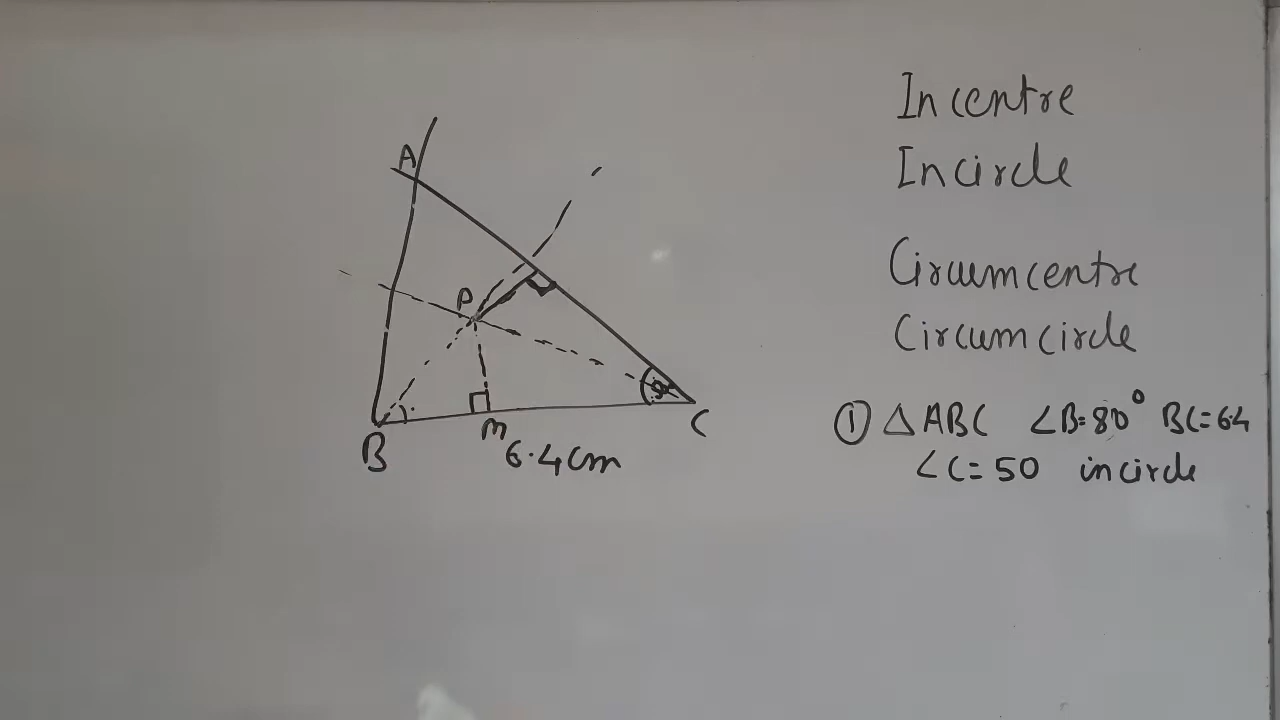 Incentre
Incircle
Circumcentre
Circumcircle
① △ABC ∠B=80° BC=6.4
∠C=50 incircle
A
P
B
M
C
6.4cm